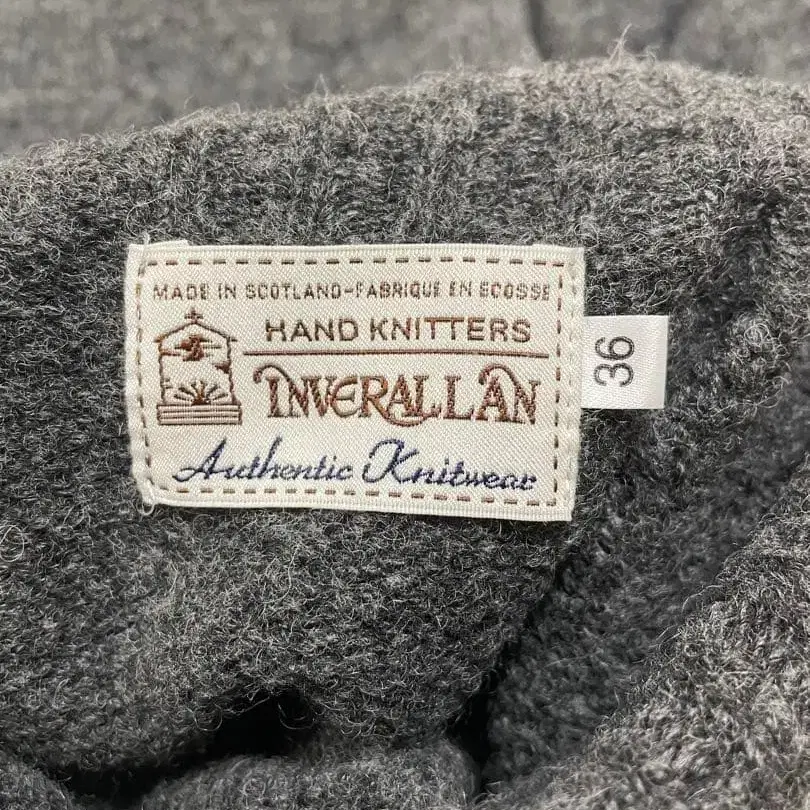 MADE IN SCOTLAND-FABRIQUE EN ECOSSE
HAND KNITTERS
INVERALLAN
Authentic Knitwear
36